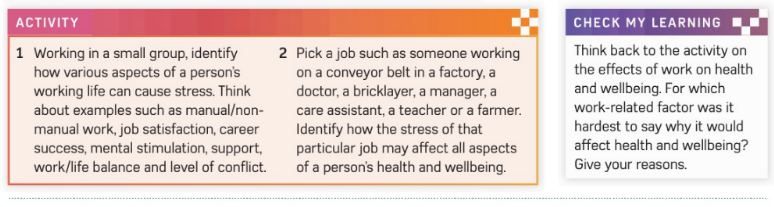 ACTIVITY
1 Working in a small group, identify
how various aspects of a person's
working life can cause stress. Think
about examples such as manual/non-
manual work, job satisfaction, career
success, mental stimulation, support,
work/life balance and level of conflict.
2 Pick a job such as someone working
on a conveyor belt in a factory, a
doctor, a bricklayer, a manager, a
care assistant, a teacher or a farmer.
Identify how the stress of that
particular job may affect all aspects
of a person's health and wellbeing.
CHECK MY LEARNING
Think back to the activity on
the effects of work on health
and wellbeing. For which
work-related factor was it
hardest to say why it would
affect health and wellbeing?
Give your reasons.